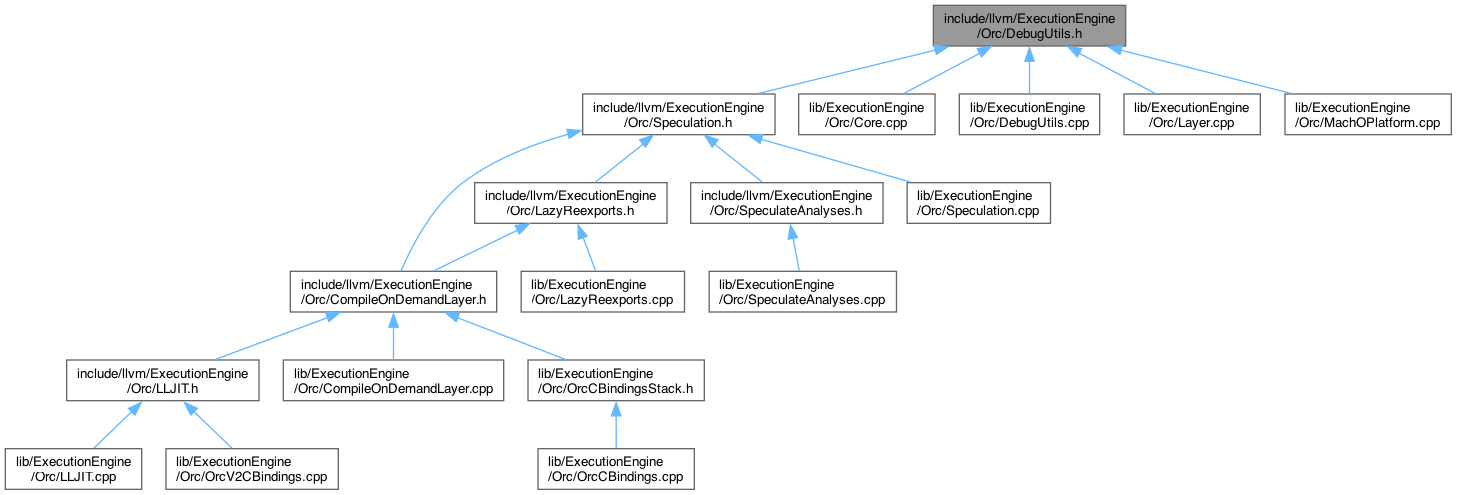 include/llvm/ExecutionEngine
/Orc/DebugUtils.h
include/llvm/ExecutionEngine
/Orc/Speculation.h
lib/ExecutionEngine
/Orc/Core.cpp
lib/ExecutionEngine
/Orc/DebugUtils.cpp
lib/ExecutionEngine
/Orc/Layer.cpp
lib/ExecutionEngine
/Orc/MachOPlatform.cpp
include/llvm/ExecutionEngine
/Orc/LazyReexports.h
include/llvm/ExecutionEngine
/Orc/SpeculateAnalyses.h
lib/ExecutionEngine
/Orc/Speculation.cpp
include/llvm/ExecutionEngine
/Orc/CompileOnDemandLayer.h
lib/ExecutionEngine
/Orc/LazyReexports.cpp
lib/ExecutionEngine
/Orc/SpeculateAnalyses.cpp
include/llvm/ExecutionEngine
/Orc/LLJIT.h
lib/ExecutionEngine
/Orc/CompileOnDemandLayer.cpp
lib/ExecutionEngine
/Orc/OrcCBindingsStack.h
lib/ExecutionEngine
/Orc/LLJIT.cpp
lib/ExecutionEngine
/Orc/OrcV2CBindings.cpp
lib/ExecutionEngine
/Orc/OrcCBindings.cpp